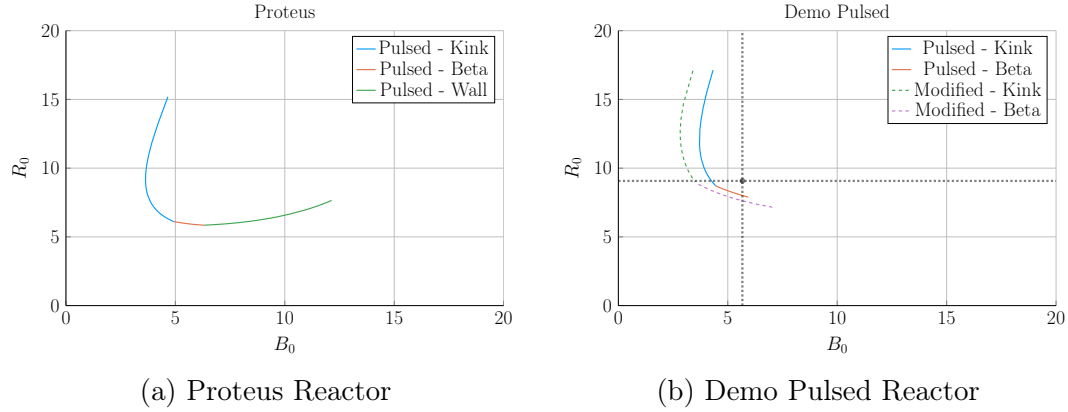 Proteus
R₀
20
15
10
5
0
Pulsed - Kink
Pulsed - Beta
Pulsed - Wall
0 5 10 15 20
B₀
(a) Proteus Reactor
Demo Pulsed
R₀
20
15
10
5
0
Pulsed - Kink
Pulsed - Beta
Modified - Kink
Modified - Beta
0 5 10 15 20
B₀
(b) Demo Pulsed Reactor